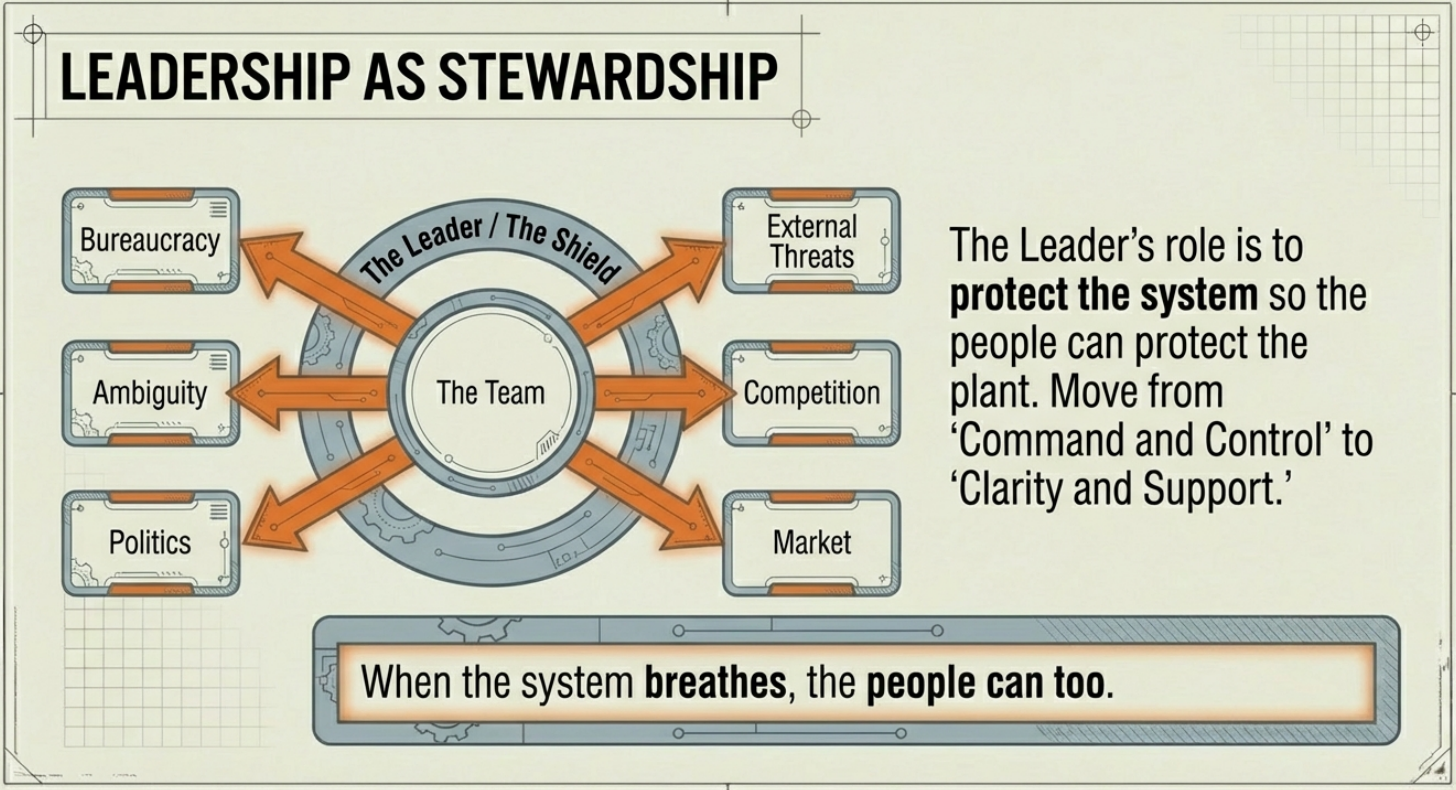 LEADERSHIP AS STEWARDSHIP
The Leader / The Shield
Bureaucracy
Ambiguity
Politics
The Team
External
Threats
Competition
Market
The Leader’s role is to
protect the system so the
people can protect the
plant. Move from
‘Command and Control’ to
‘Clarity and Support.’
When the system breathes, the people can too.